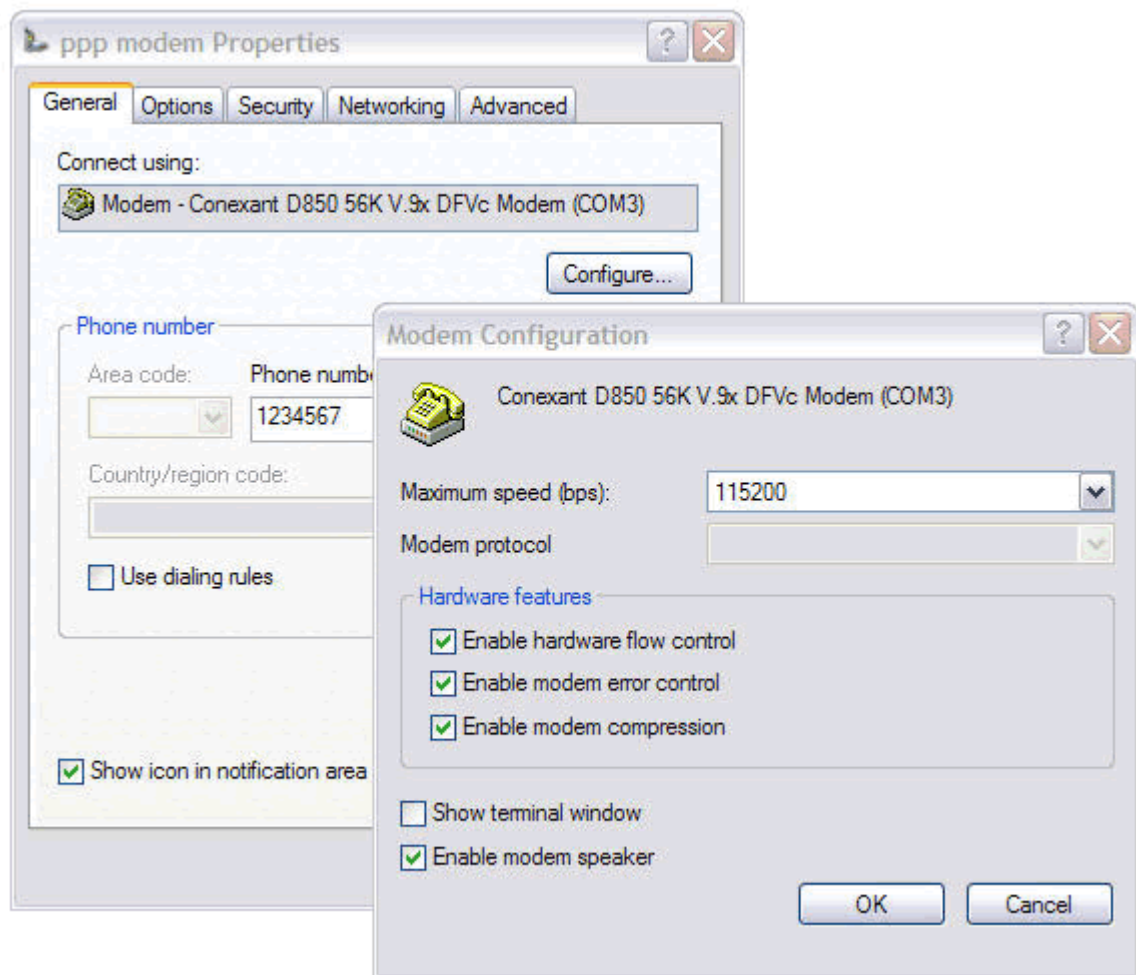 ppp modem Properties
General Options Security Networking Advanced
Connect using:
Modem - Conexant D850 56K V.9x DFVc Modem (COM3)
Configure...
Phone number
Area code: Phone numbe
1234567
Country/region code:
Use dialing rules
Show icon in notification area
Modem Configuration
Conexant D850 56K V.9x DFVc Modem (COM3)
Maximum speed (bps): 115200
Modem protocol
Hardware features
Enable hardware flow control
Enable modem error control
Enable modem compression
Show terminal window
Enable modem speaker
OK Cancel